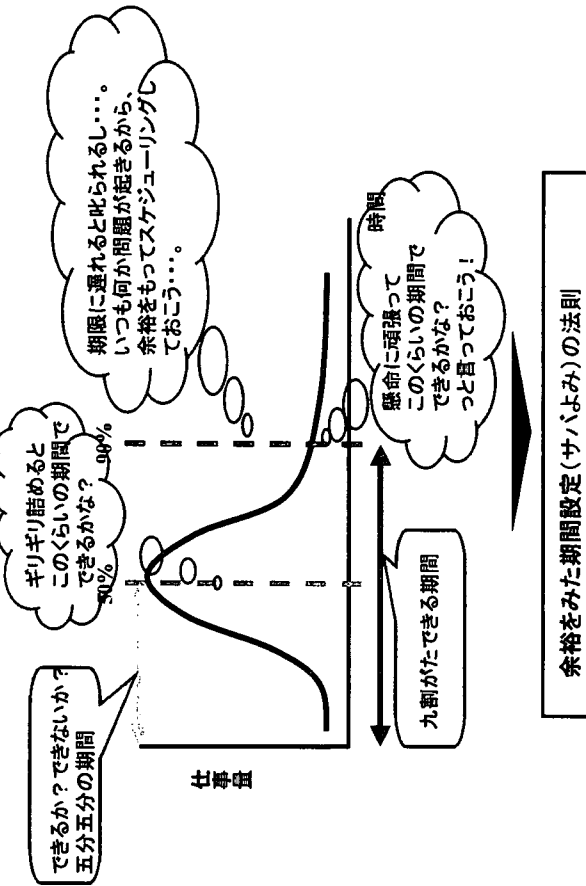 できるか？できないか？
五分五分の期間
ギリギリ詰めると
このくらいの期間で
できるかな？
50%
90%
期限に遅れると叱られるし・・・。
いつも何か問題が起きるから、
余裕をもってスケジューリングし
ておこう・・・。
仕事量
時間
懸命に頑張って
このくらいの期間で
できるかな？
っと言っておこう！
九割がたできる期間
余裕をみた期間設定（サバよみ）の法則